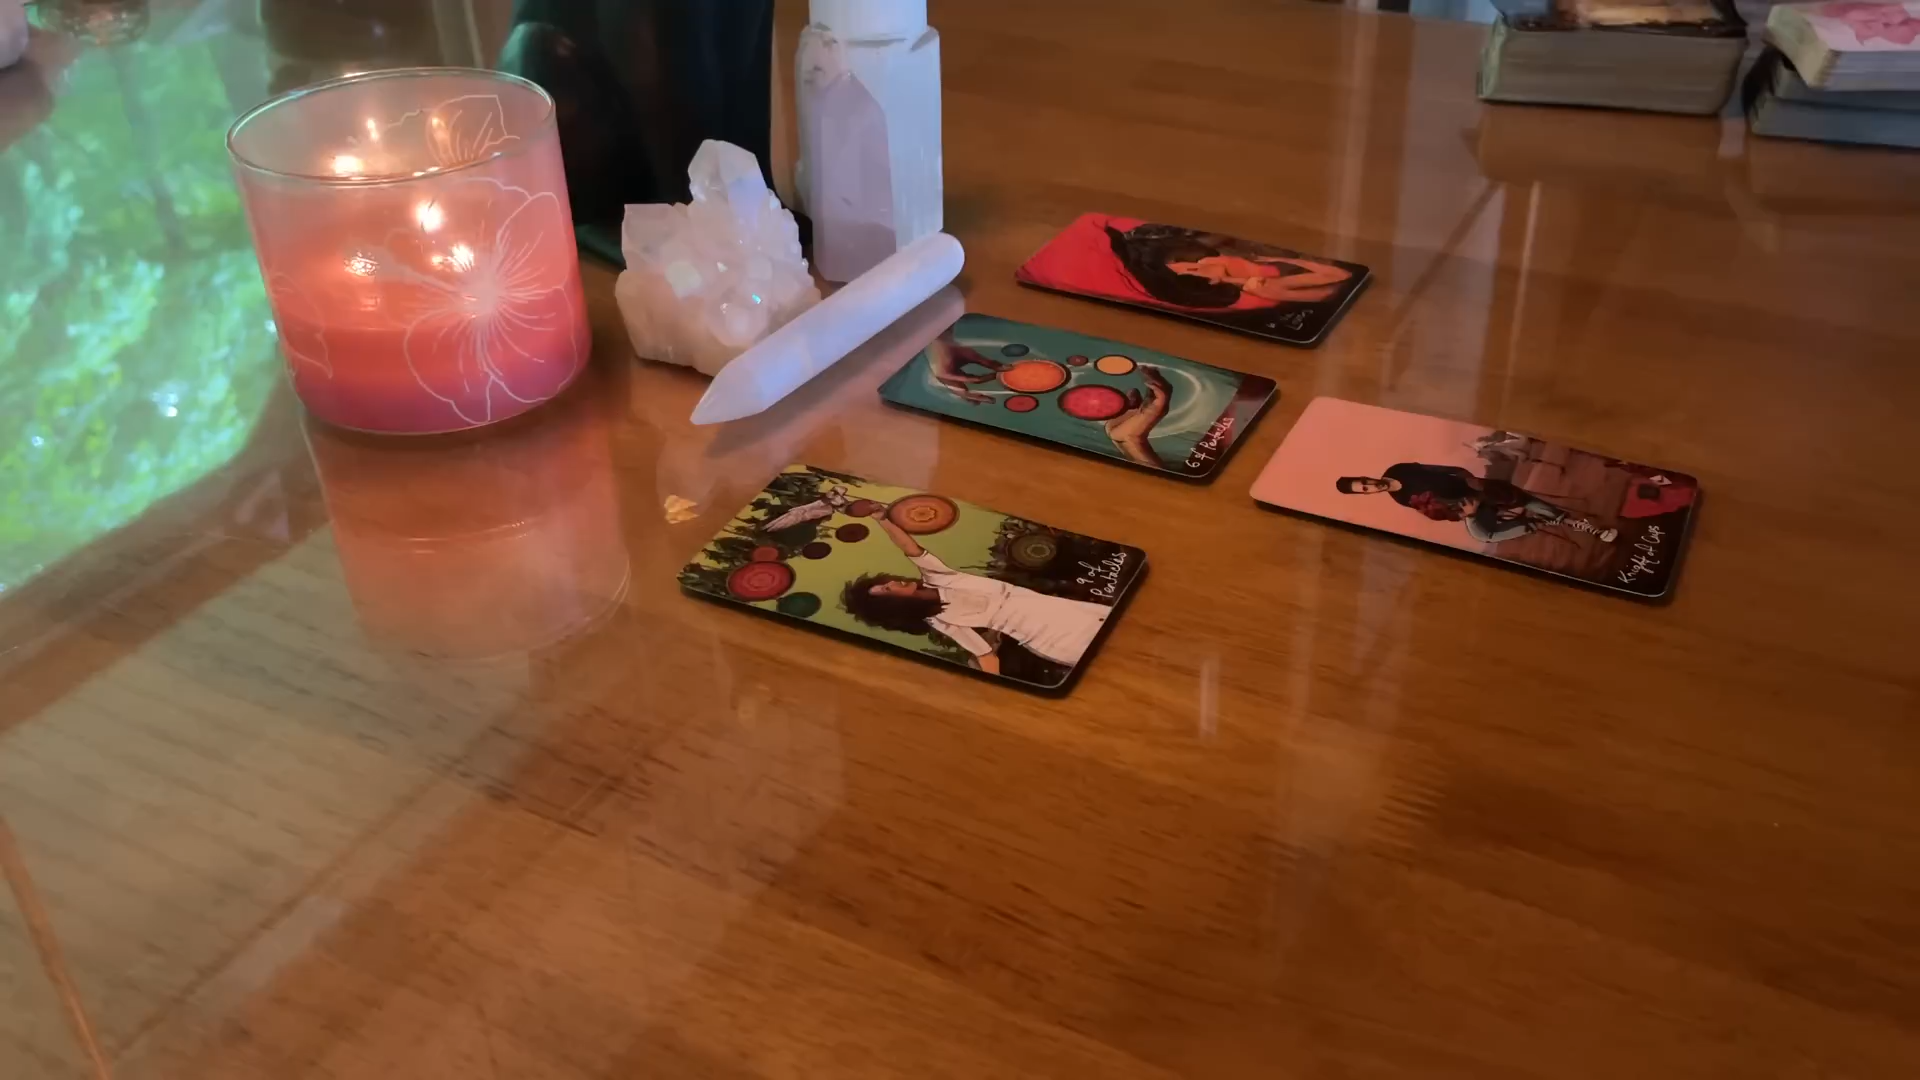 6 of Pentacles
9 of
Pentacles
Knight of Cups